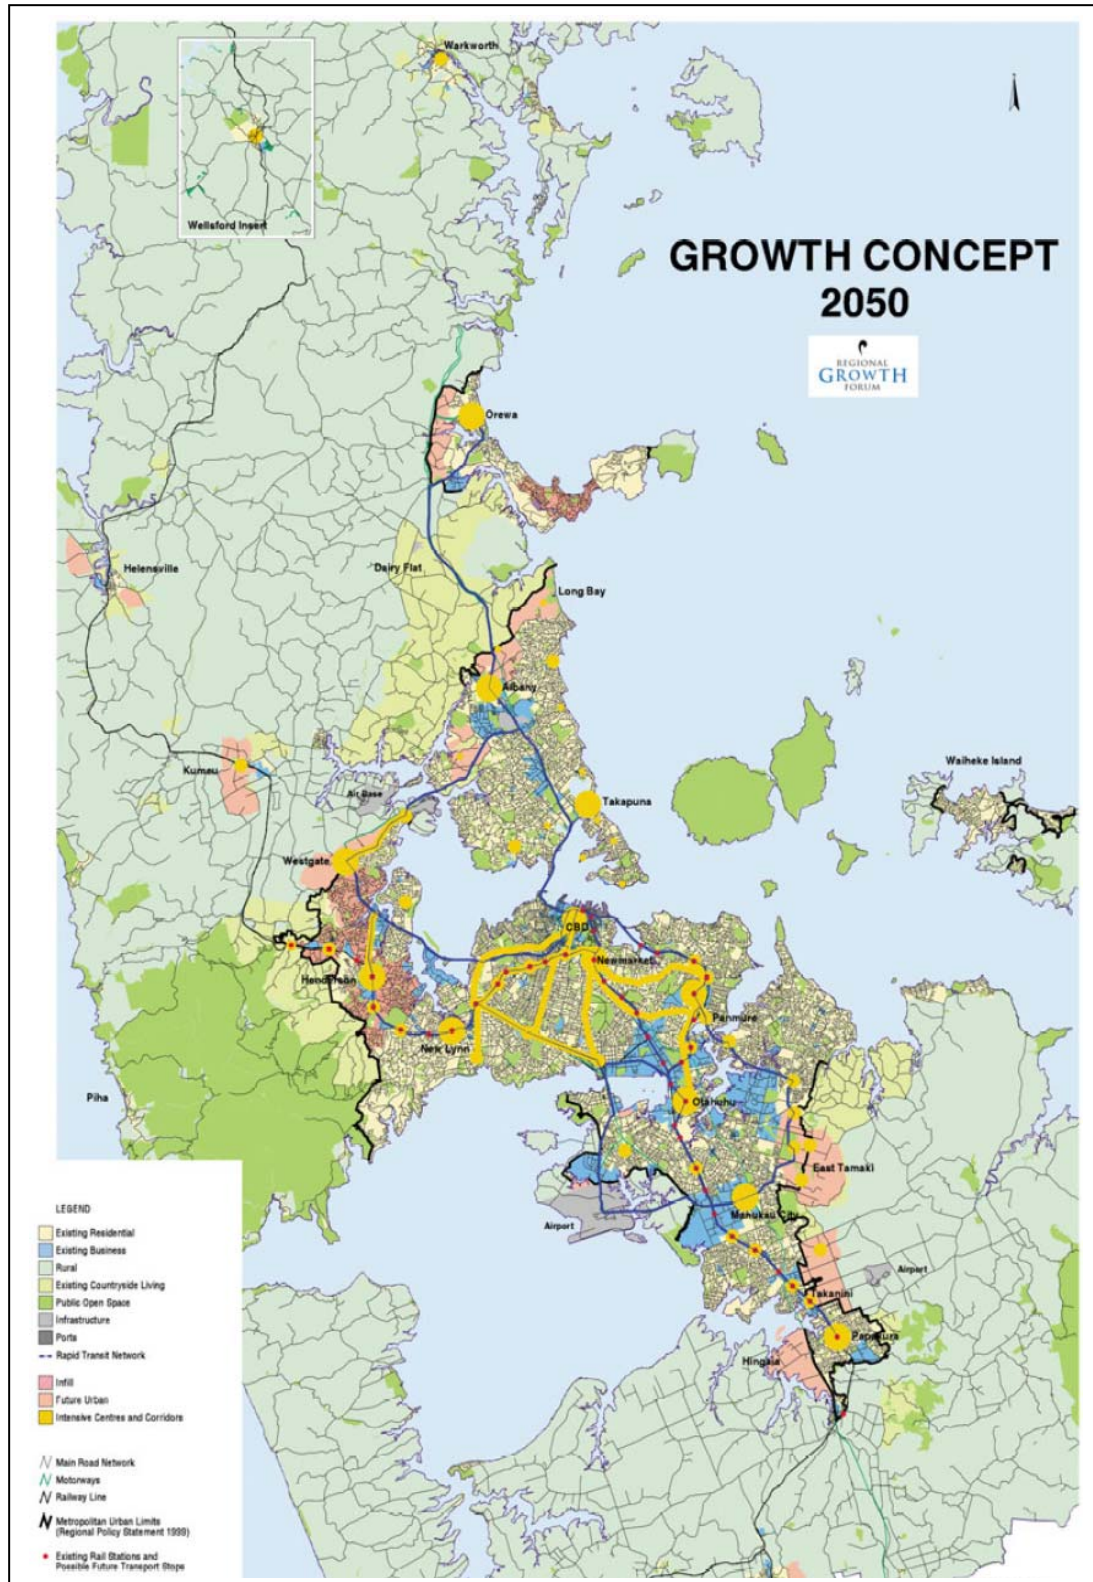 Warkworth
Wellsford Insert
GROWTH CONCEPT
2050
REGIONAL
GROWTH
FORUM
Orewa
Helensville
Dairy Flat
Long Bay
Albany
Kumeu
Air Base
Waiheke Island
Takapuna
Westgate
CBD
Newmarket
Henderson
Panmure
New Lynn
Piha
Otahuhu
East Tamaki
Manukau City
Airport
Airport
Takanini
Papakura
Hingaia
LEGEND
Existing Residential
Existing Business
Rural
Existing Countryside Living
Public Open Space
Infrastructure
Ports
Rapid Transit Network
Infill
Future Urban
Intensive Centres and Corridors
Main Road Network
Motorways
Railway Line
Metropolitan Urban Limits
(Regional Policy Statement 1999)
Existing Rail Stations and
Possible Future Transport Stops